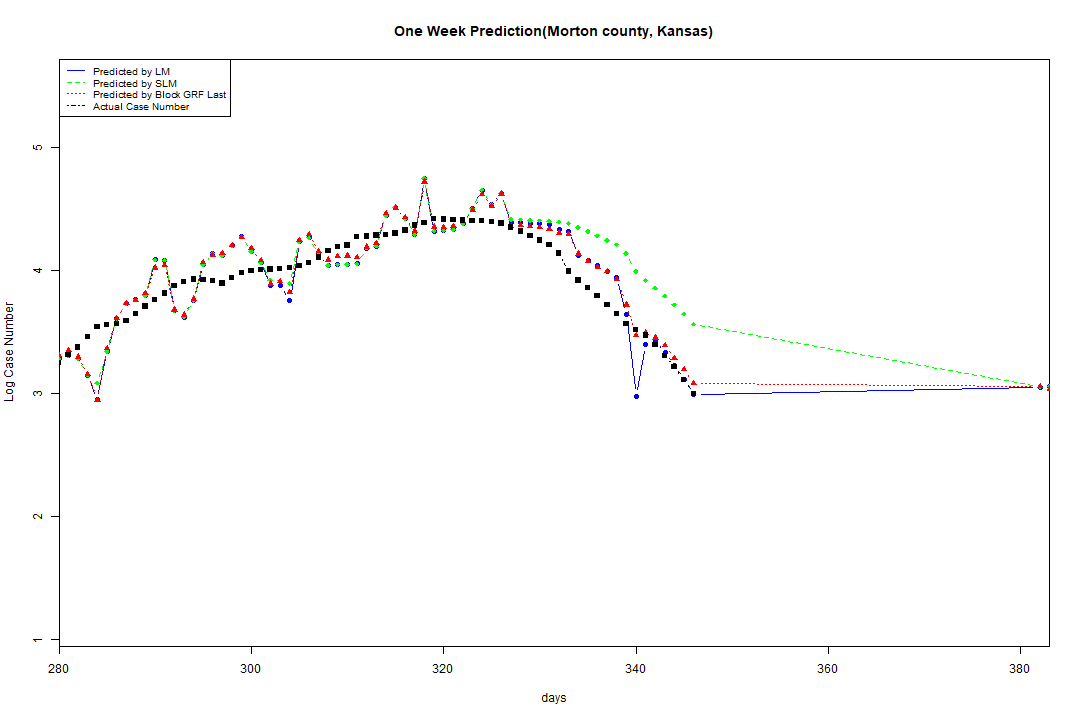 One Week Prediction(Morton county, Kansas)
Predicted by LM
Predicted by SLM
Predicted by Block GRF Last
Actual Case Number
5
4
3
2
1
Log Case Number
280 300 320 340 360 380
days